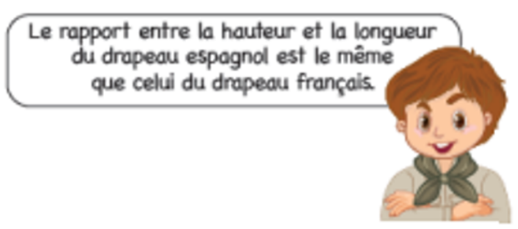 Le rapport entre la hauteur et la longueur
du drapeau espagnol est le même
que celui du drapeau français.